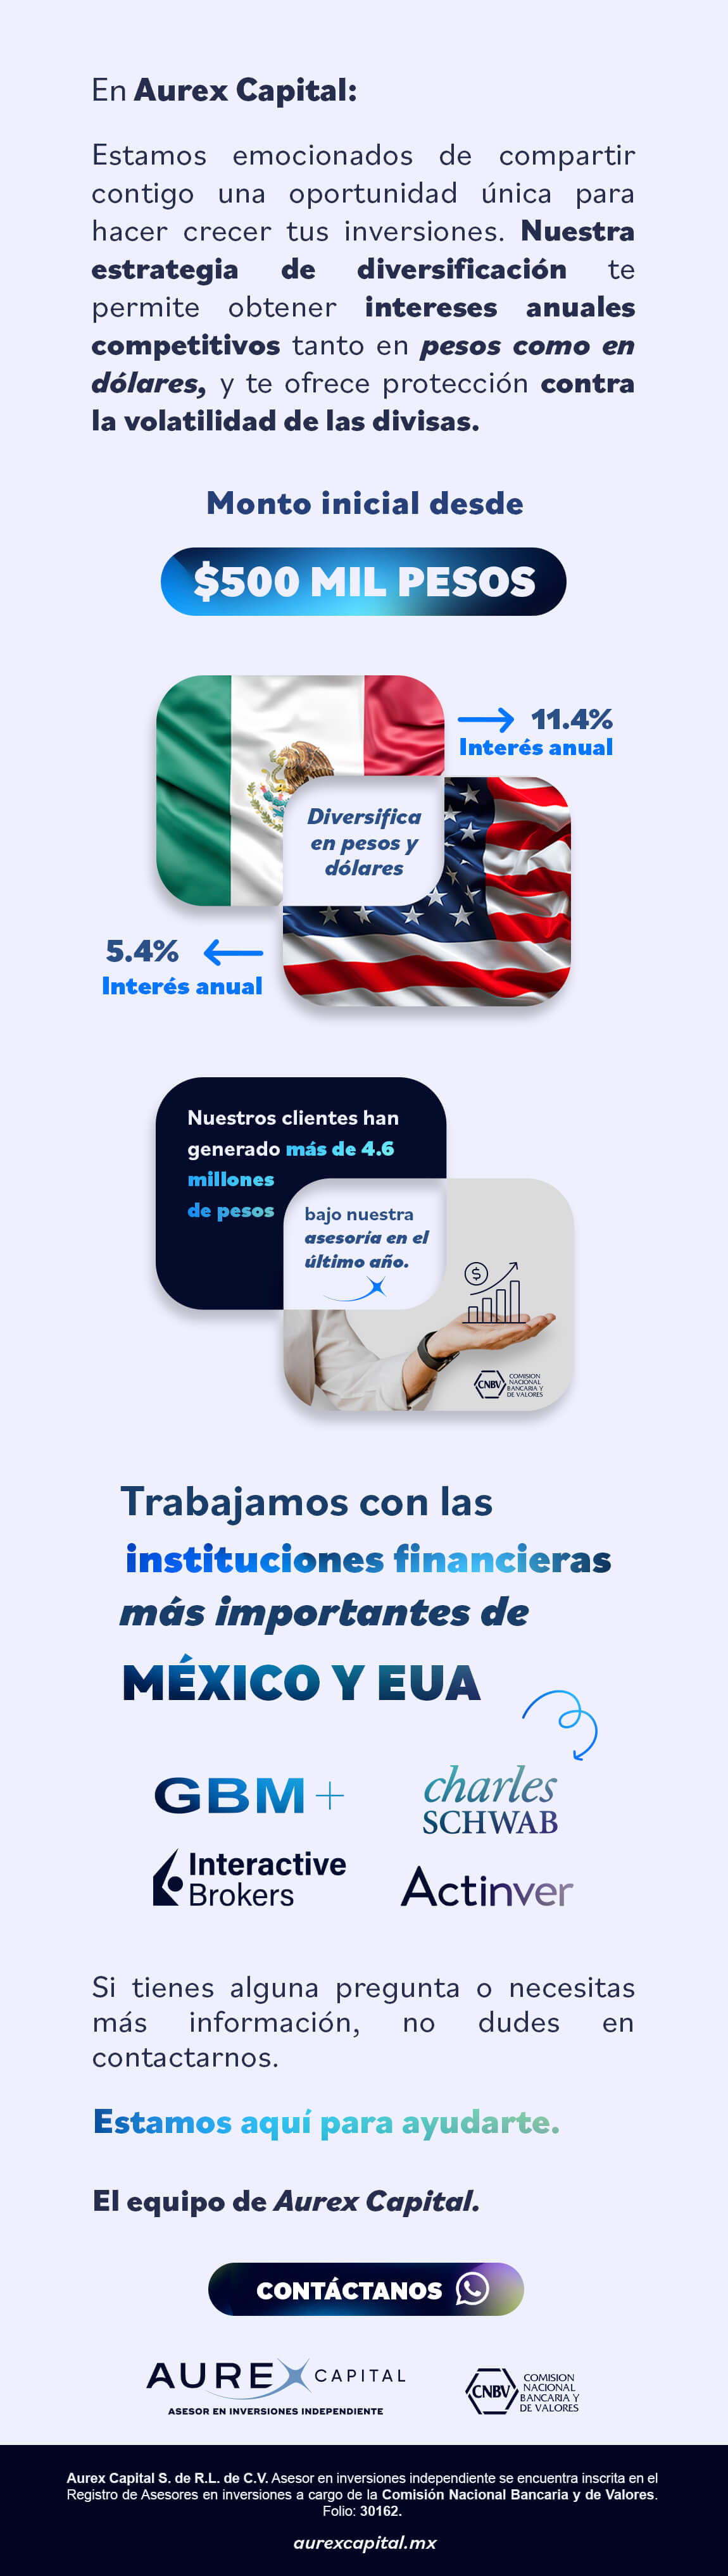 En Aurex Capital:
Estamos emocionados de compartir
contigo una oportunidad única para
hacer crecer tus inversiones. Nuestra
estrategia de diversificación te
permite obtener intereses anuales
competitivos tanto en pesos como en
dólares, y te ofrece protección contra
la volatilidad de las divisas.
Monto inicial desde
$500 MIL PESOS
11.4%
Interés anual
Diversifica
en pesos y
dólares
5.4%
Interés anual
Nuestros clientes han
generado más de 4.6
millones
de pesos
bajo nuestra
asesoría en el
último año.
$
CNBV
COMISION
NACIONAL
BANCARIA Y
DE VALORES
Trabajamos con las
instituciones financieras
más importantes de
MÉXICO Y EUA
GBM+
charles
SCHWAB
Interactive
Brokers
Actinver
Si tienes alguna pregunta o necesitas
más información, no dudes en
contactarnos.
Estamos aquí para ayudarte.
El equipo de Aurex Capital.
CONTÁCTANOS
AUREX CAPITAL
ASESOR EN INVERSIONES INDEPENDIENTE
CNBV
COMISION
NACIONAL
BANCARIA Y
DE VALORES
Aurex Capital S. de R.L. de C.V. Asesor en inversiones independiente se encuentra inscrita en el
Registro de Asesores en inversiones a cargo de la Comisión Nacional Bancaria y de Valores.
Folio: 30162.
aurexcapital.mx